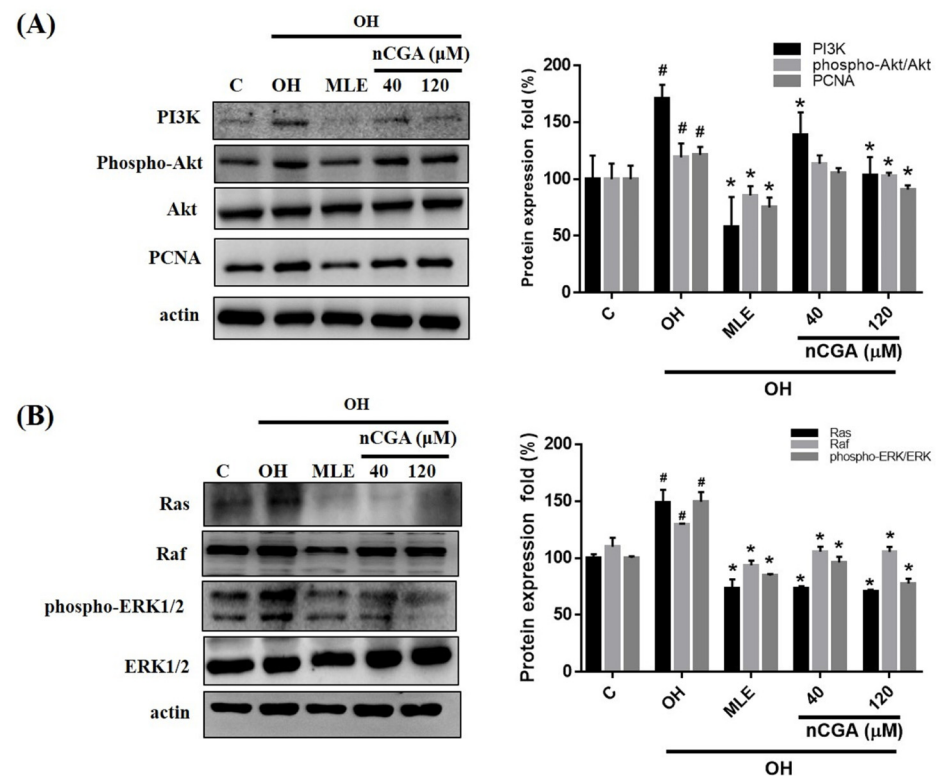 (A)
OH
nCGA (μM)
C OH MLE 40 120
PI3K
Phospho-Akt
Akt
PCNA
actin
PI3K
phospho-Akt/Akt
PCNA
Protein expression fold (%)
200
150
100
50
0
# # #
* * *
*
* * *
C OH MLE 40 120
nCGA (μM)
OH
(B)
OH
nCGA (μM)
C OH MLE 40 120
Ras
Raf
phospho-ERK1/2
ERK1/2
actin
Ras
Raf
phospho-ERK/ERK
Protein expression fold (%)
200
150
100
50
0
# # #
* * *
* * *
* * *
C OH MLE 40 120
nCGA (μM)
OH